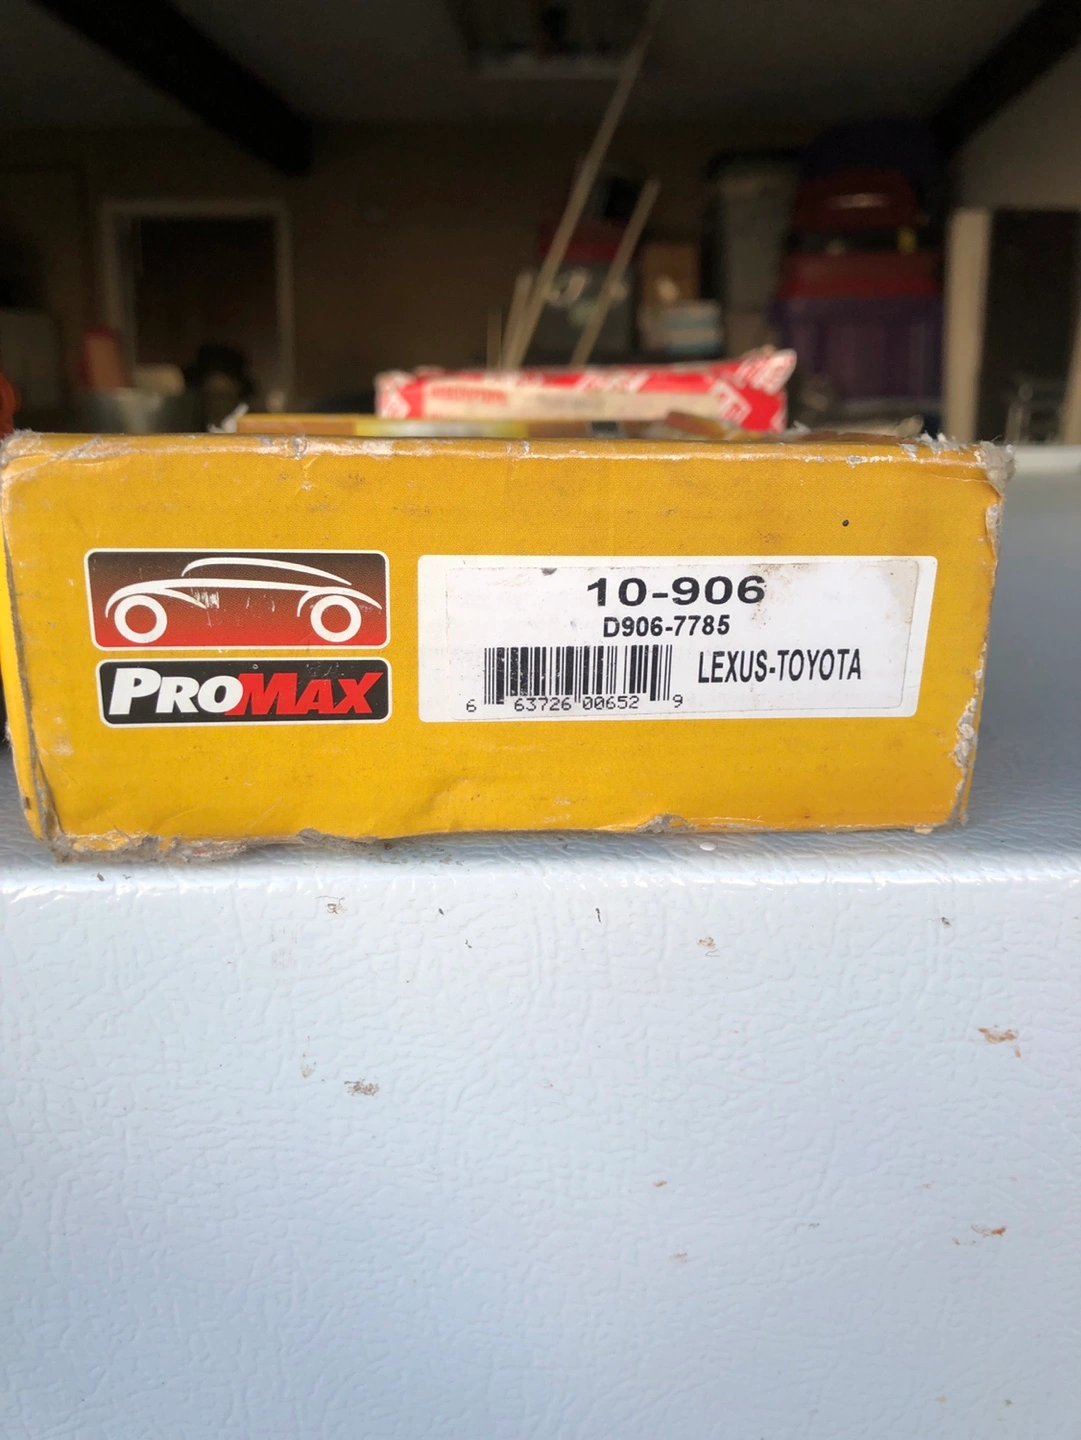 PROMAX
10-906
D906-7785
LEXUS-TOYOTA
6 63726 00652 9